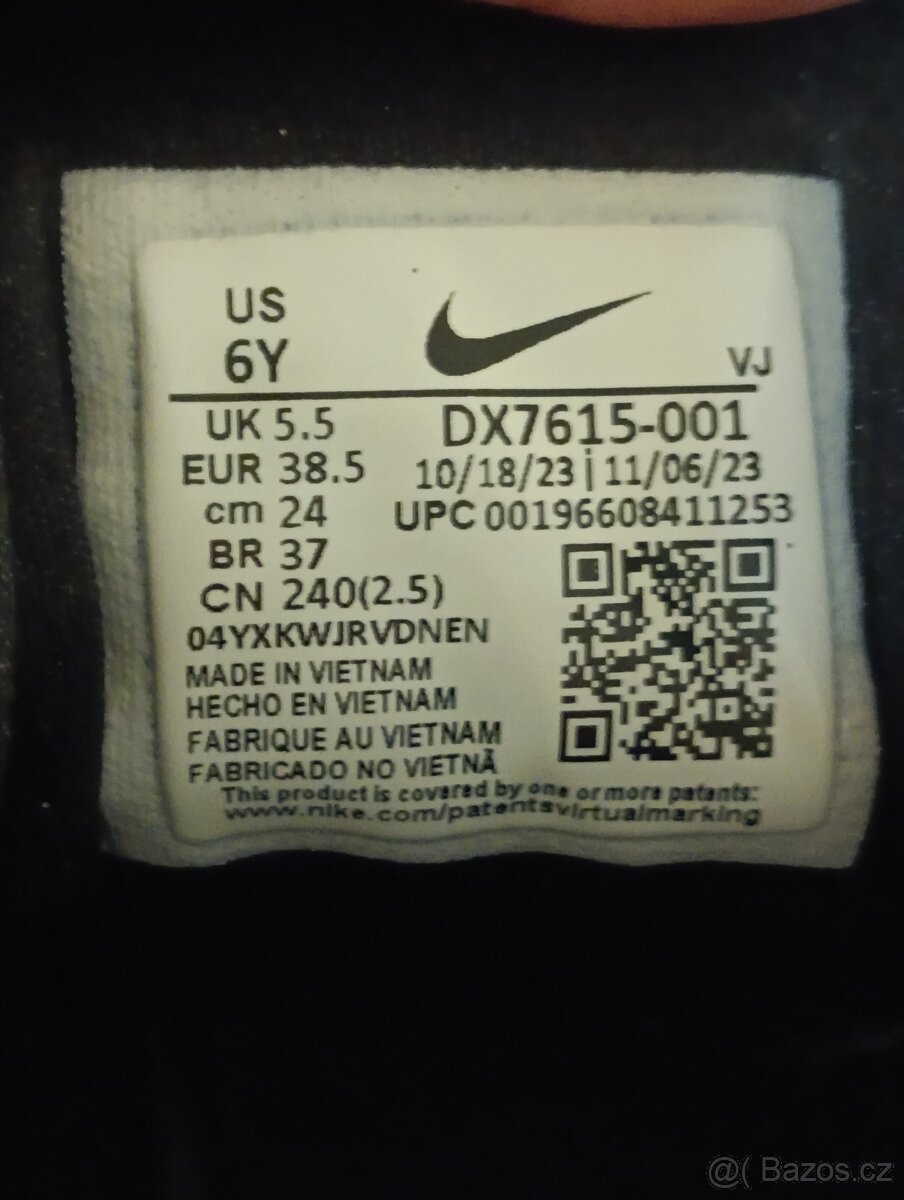 US
6Y
VJ
UK 5.5
DX7615-001
EUR 38.5
10/18/23 | 11/06/23
cm 24
UPC 00196608411253
BR 37
CN 240(2.5)
04YXKWJRVDNEN
MADE IN VIETNAM
HECHO EN VIETNAM
FABRIQUE AU VIETNAM
FABRICADO NO VIETNÃ
This product is covered by one or more patents:
www.nike.com/patentsvirtualmarking
@( Bazos.cz